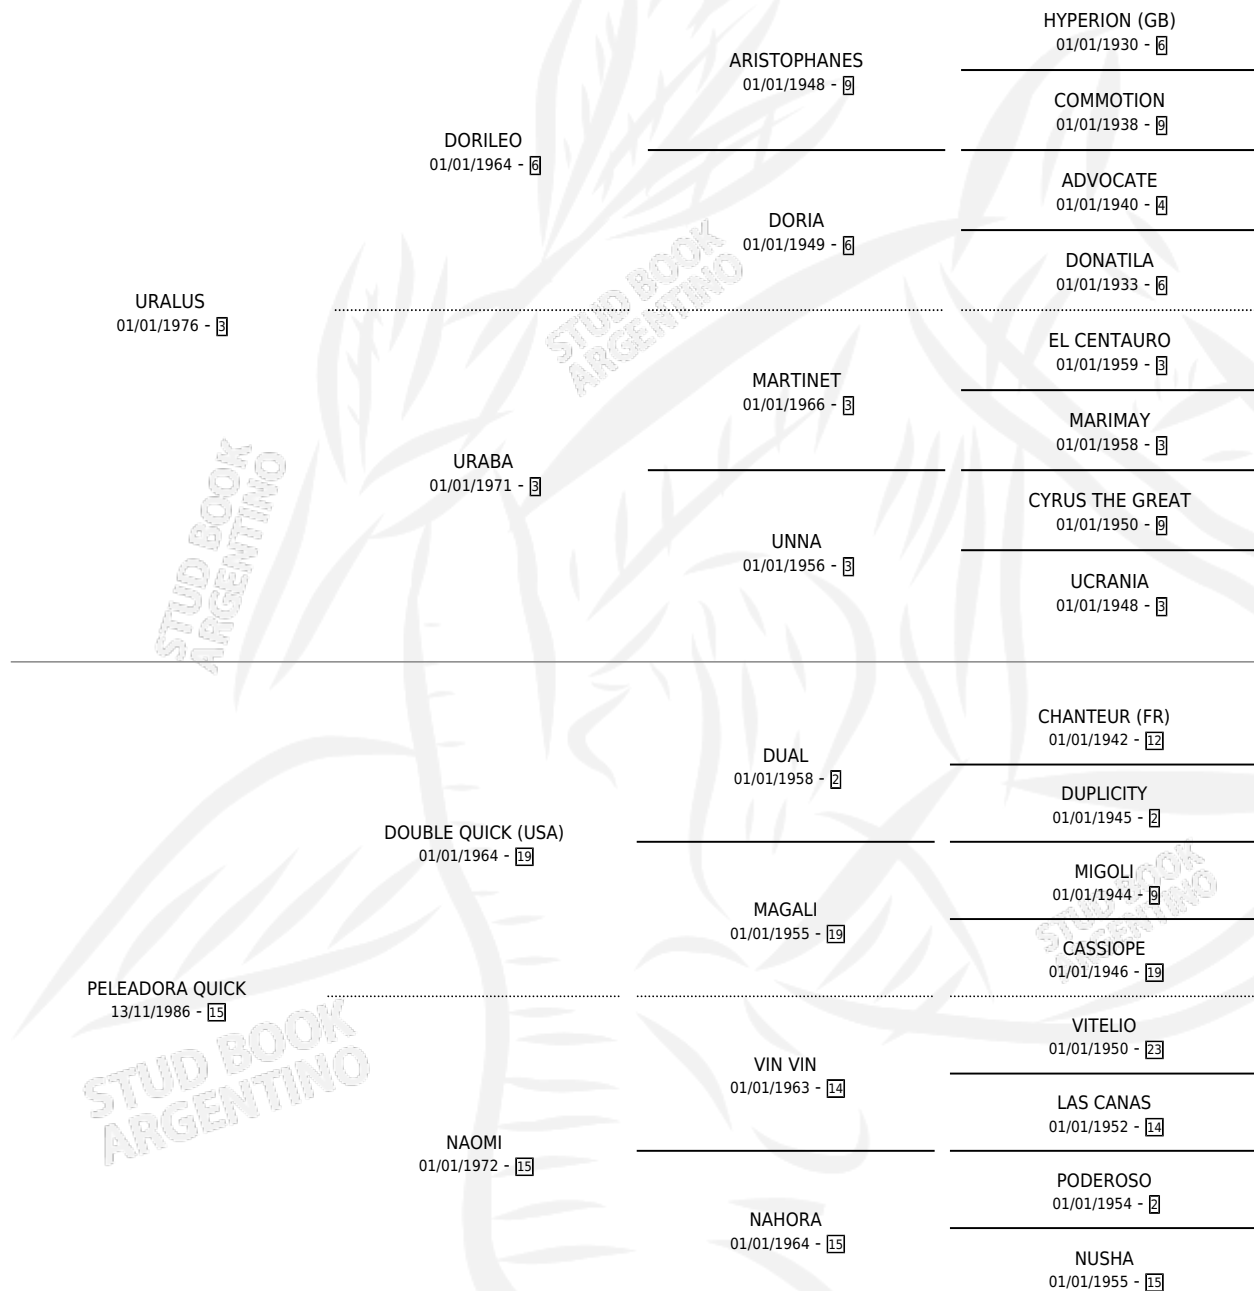 HYPERION (GB)
01/01/1930 - 6
ARISTOPHANES
01/01/1948 - 9
COMMOTION
01/01/1938 - 9
DORILEO
01/01/1964 - 6
ADVOCATE
01/01/1940 - 4
DORIA
01/01/1949 - 6
DONATILA
01/01/1933 - 6
URALUS
01/01/1976 - 3
EL CENTAURO
01/01/1959 - 3
MARTINET
01/01/1966 - 3
MARIMAY
01/01/1958 - 3
URABA
01/01/1971 - 3
CYRUS THE GREAT
01/01/1950 - 9
UNNA
01/01/1956 - 3
UCRANIA
01/01/1948 - 3
CHANTEUR (FR)
01/01/1942 - 12
DUAL
01/01/1958 - 2
DUPLICITY
01/01/1945 - 2
DOUBLE QUICK (USA)
01/01/1964 - 19
MIGOLI
01/01/1944 - 9
MAGALI
01/01/1955 - 19
CASSIOPE
01/01/1946 - 19
PELEADORA QUICK
13/11/1986 - 15
VITELIO
01/01/1950 - 23
VIN VIN
01/01/1963 - 14
LAS CANAS
01/01/1952 - 14
NAOMI
01/01/1972 - 15
PODEROSO
01/01/1954 - 2
NAHORA
01/01/1964 - 15
NUSHA
01/01/1955 - 15
STUD BOOK
ARGENTINO
STUD BOOK
ARGENTINO
STUD BOOK
ARGENTINO
STUD BOOK
ARGENTINO